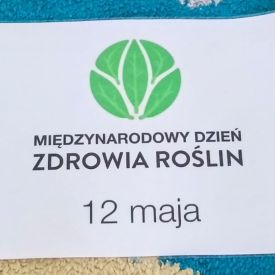 MIĘDZYNARODOWY DZIEŃ
ZDROWIA ROŚLIN
12 maja